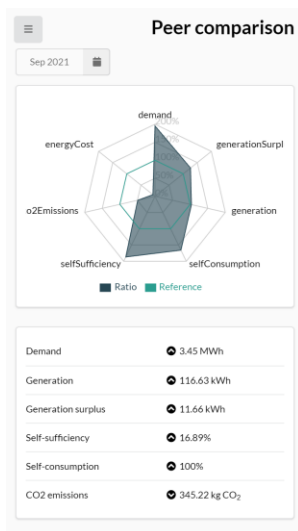 Peer comparison
Sep 2021
demand
200%
100%
energyCost
generationSurpl
o2Emissions
generation
selfSufficiency
selfConsumption
Ratio
Reference
Demand 3.45 MWh
Generation 116.63 kWh
Generation surplus 11.66 kWh
Self-sufficiency 16.89%
Self-consumption 100%
CO2 emissions 345.22 kg CO₂